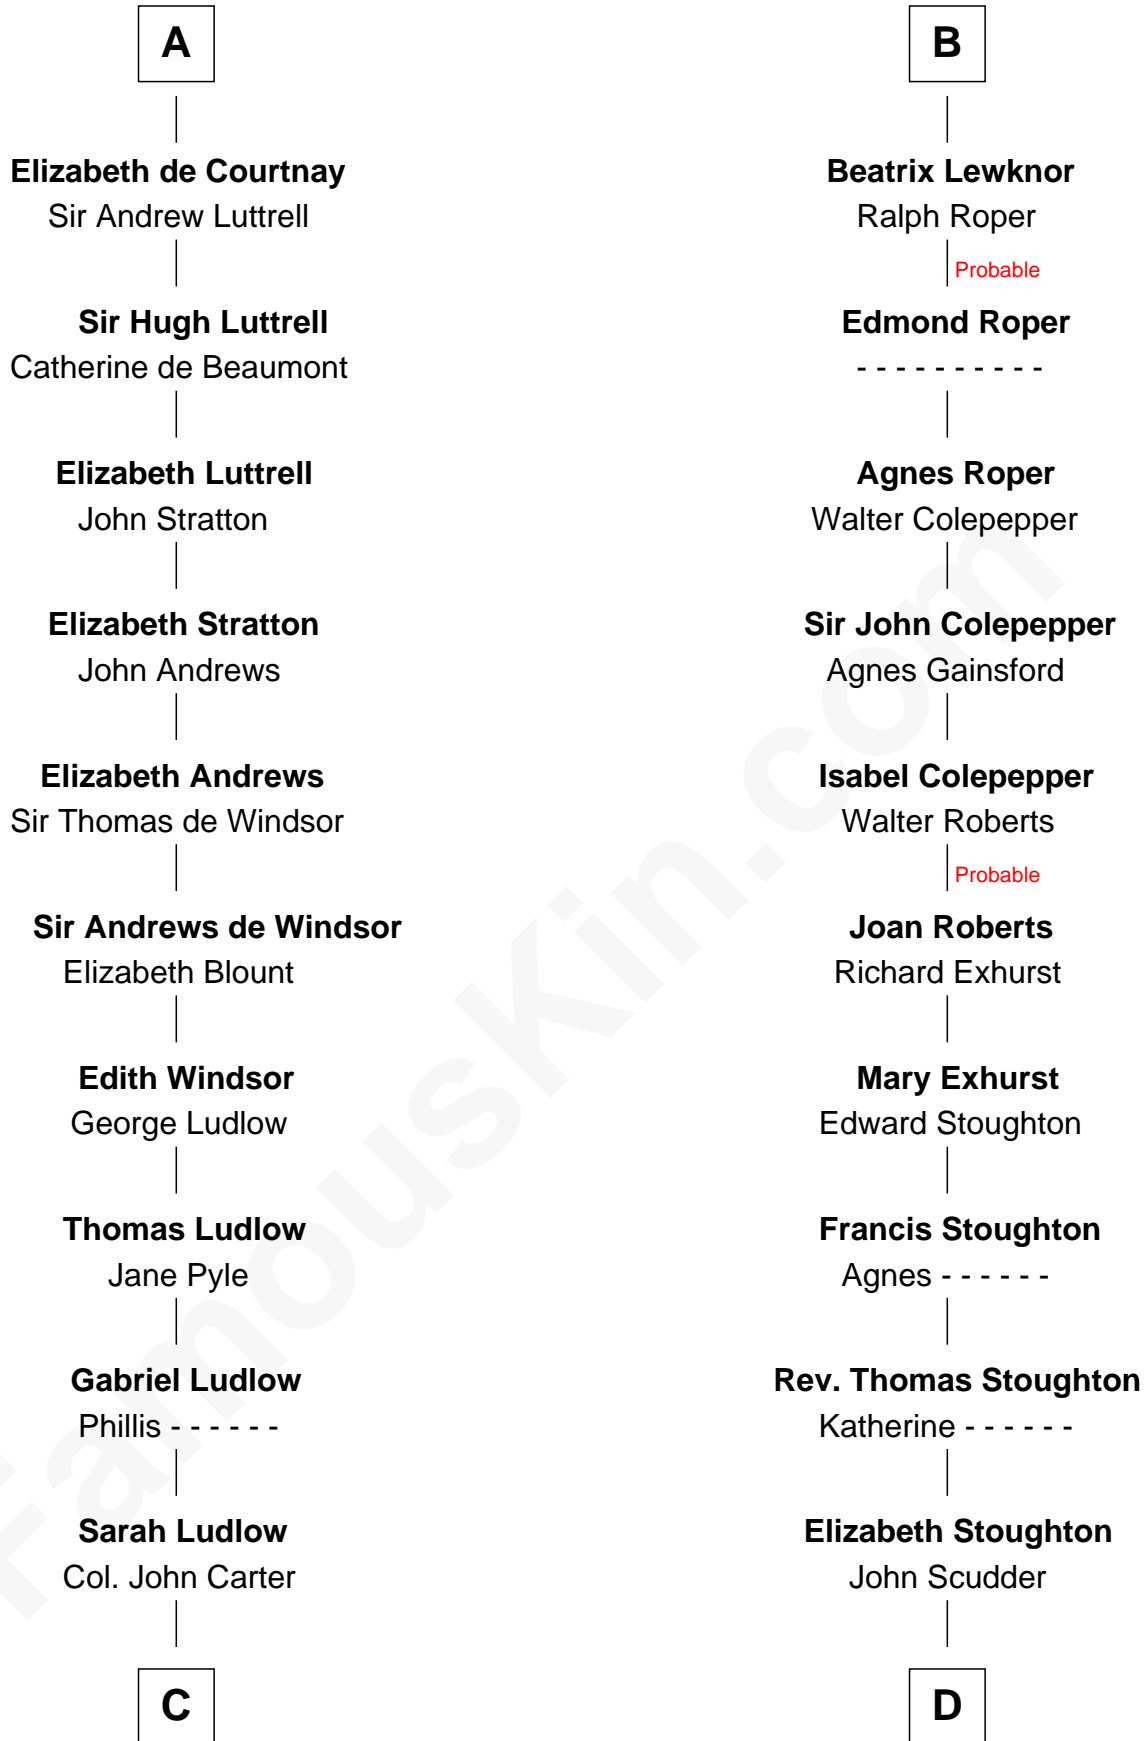 A
Elizabeth de Courtnay
Sir Andrew Luttrell
Sir Hugh Luttrell
Catherine de Beaumont
Elizabeth Luttrell
John Stratton
Elizabeth Stratton
John Andrews
Elizabeth Andrews
Sir Thomas de Windsor
Sir Andrews de Windsor
Elizabeth Blount
Edith Windsor
George Ludlow
Thomas Ludlow
Jane Pyle
Gabriel Ludlow
Phillis - - - - - -
Sarah Ludlow
Col. John Carter
C
B
Beatrix Lewknor
Ralph Roper
Probable
Edmond Roper
- - - - - - - - - -
Agnes Roper
Walter Colepepper
Sir John Colepepper
Agnes Gainsford
Isabel Colepepper
Walter Roberts
Probable
Joan Roberts
Richard Exhurst
Mary Exhurst
Edward Stoughton
Francis Stoughton
Agnes - - - - - -
Rev. Thomas Stoughton
Katherine - - - - - -
Elizabeth Stoughton
John Scudder
D
FamousKin.com